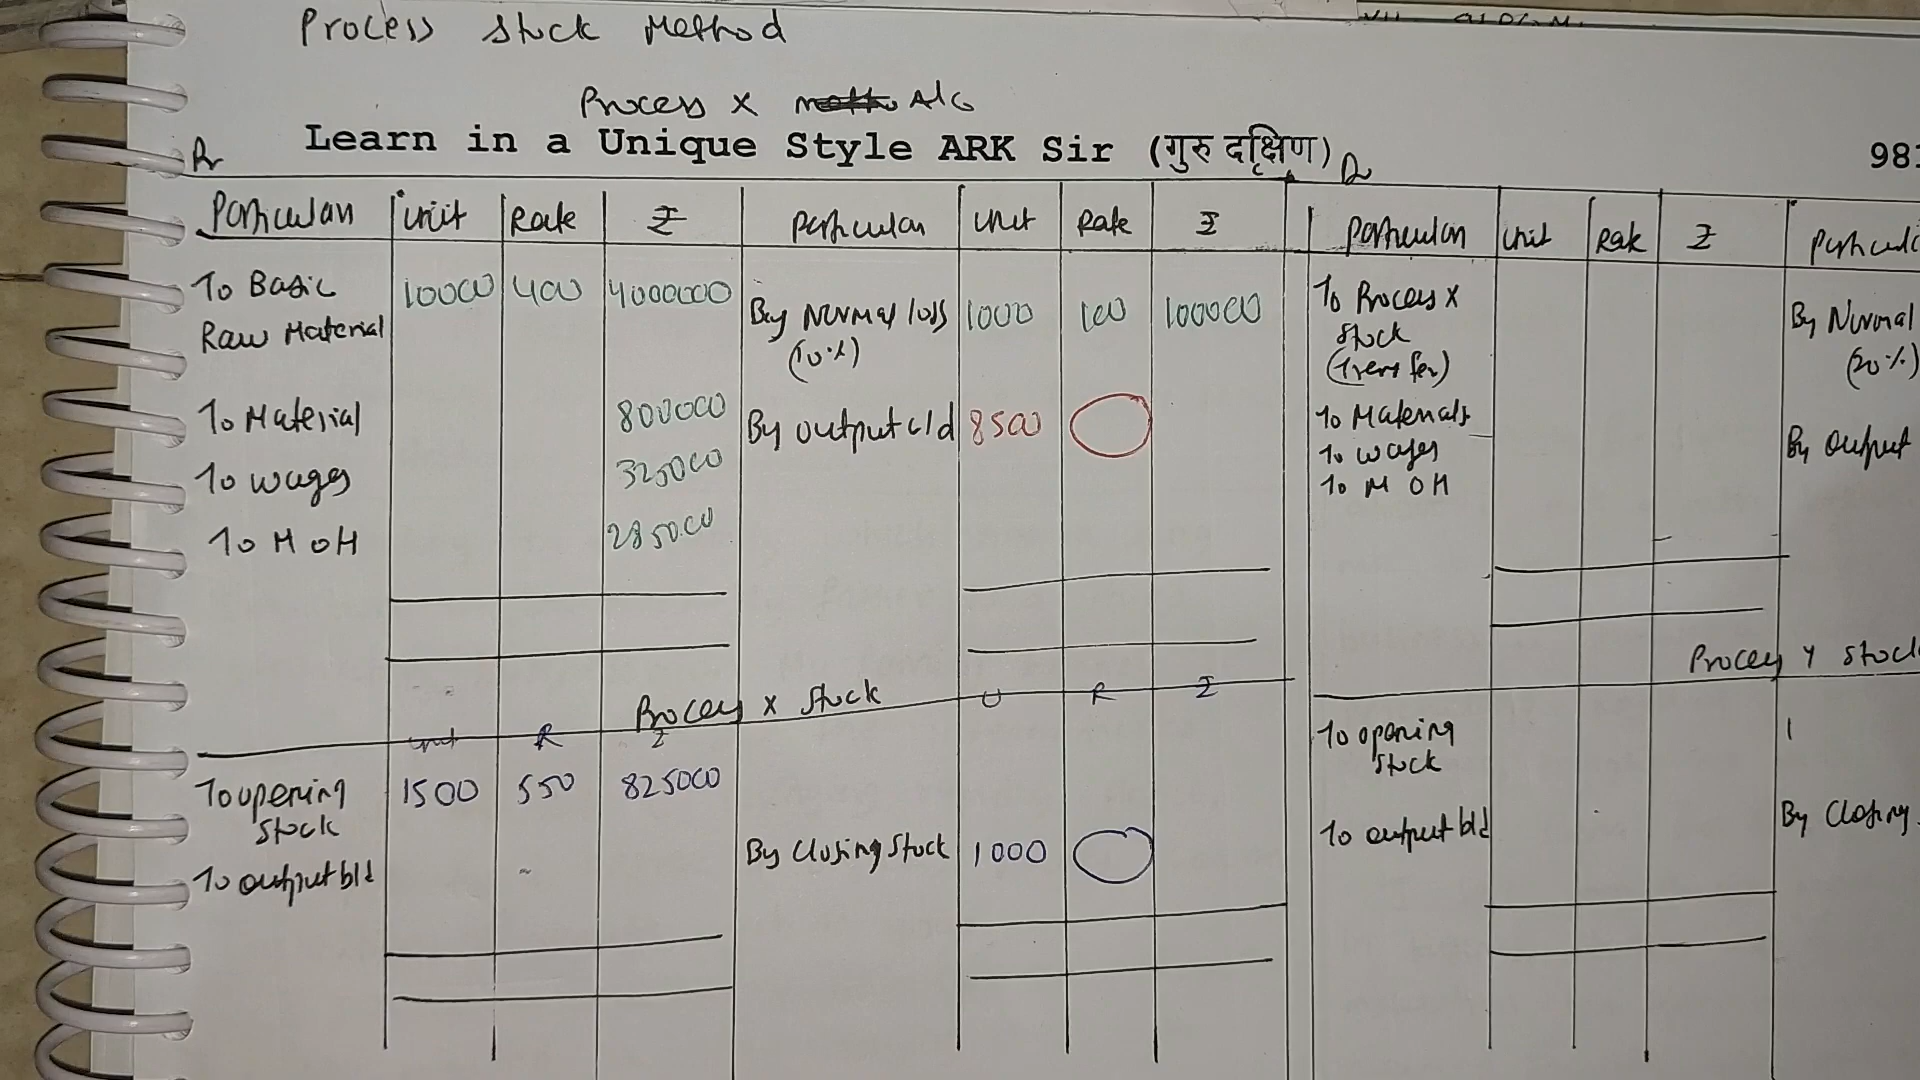 Process Stock Method
Process X A/c
Learn in a Unique Style ARK Sir (गुरु दक्षिण)
Dr
Particular unit Rate ₹ Particular unit Rate ₹
To Basic Raw Material 10000 400 4000000 By Normal loss (10%) 1000 100 100000
To Material 800000 By output c/d 8500
To wages 325000
To MOH 285000
Process X Stock
unit R ₹ U R ₹
To opening Stock 1500 550 825000
By Closing Stock 1000
To output b/d
Dr
Particular unit Rate ₹
To Process X Stock (Transfer) By Normal (20%)
To Materials
By output
To wages
To MOH
Process Y Stock
To opening Stock
To output b/d By Closing